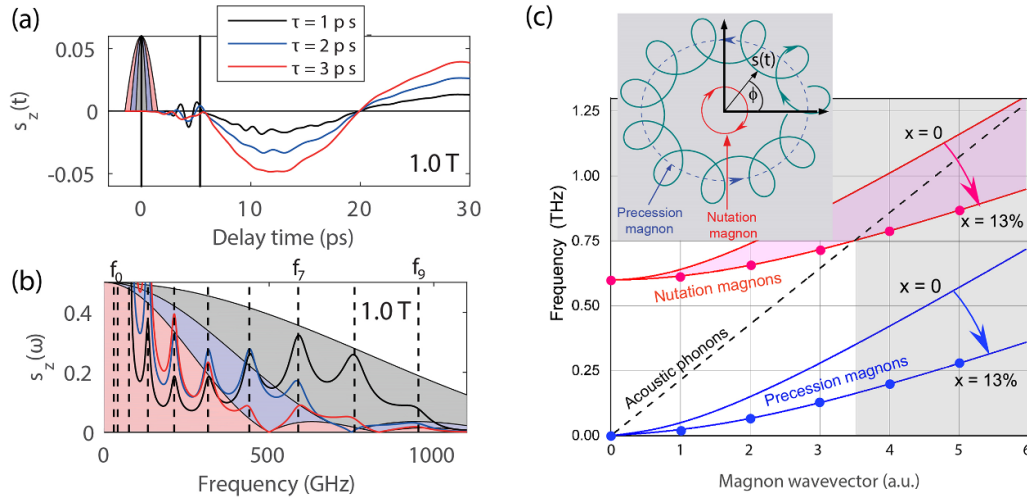 (a)
τ = 1 p s
τ = 2 p s
τ = 3 p s
0.05
0
-0.05
s_z(t)
1.0 T
0
10
20
30
Delay time (ps)
(b)
f_0
f_7
f_9
1.0 T
0.4
0.2
0
s_z(ω)
0
500
1000
Frequency (GHz)
(c)
s(t)
ϕ
Precession
magnon
Nutation
magnon
1.25
1.00
0.75
0.50
0.25
0.00
Frequency (THz)
x = 0
x = 13%
Nutation magnons
x = 0
Acoustic phonons
Precession magnons
x = 13%
0
1
2
3
4
5
6
Magnon wavevector (a.u.)